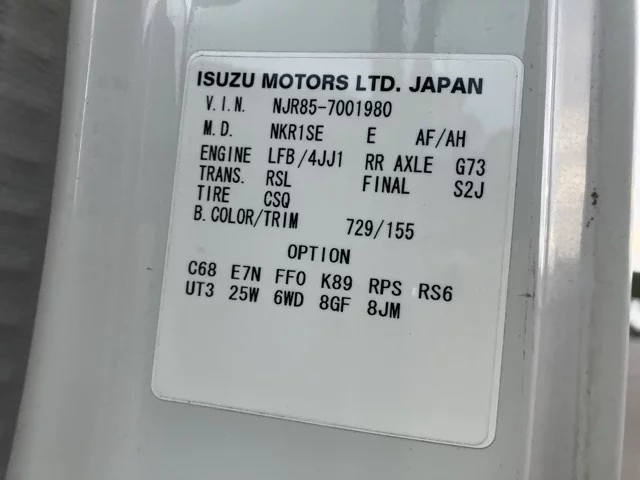 ISUZU MOTORS LTD. JAPAN
V.I.N. NJR85-7001980
M.D. NKR1SE E AF/AH
ENGINE LFB/4JJ1 RR AXLE G73
TRANS. RSL FINAL S2J
TIRE CSQ
B.COLOR/TRIM 729/155
OPTION
C68 E7N FF0 K89 RPS RS6
UT3 25W 6WD 8GF 8JM